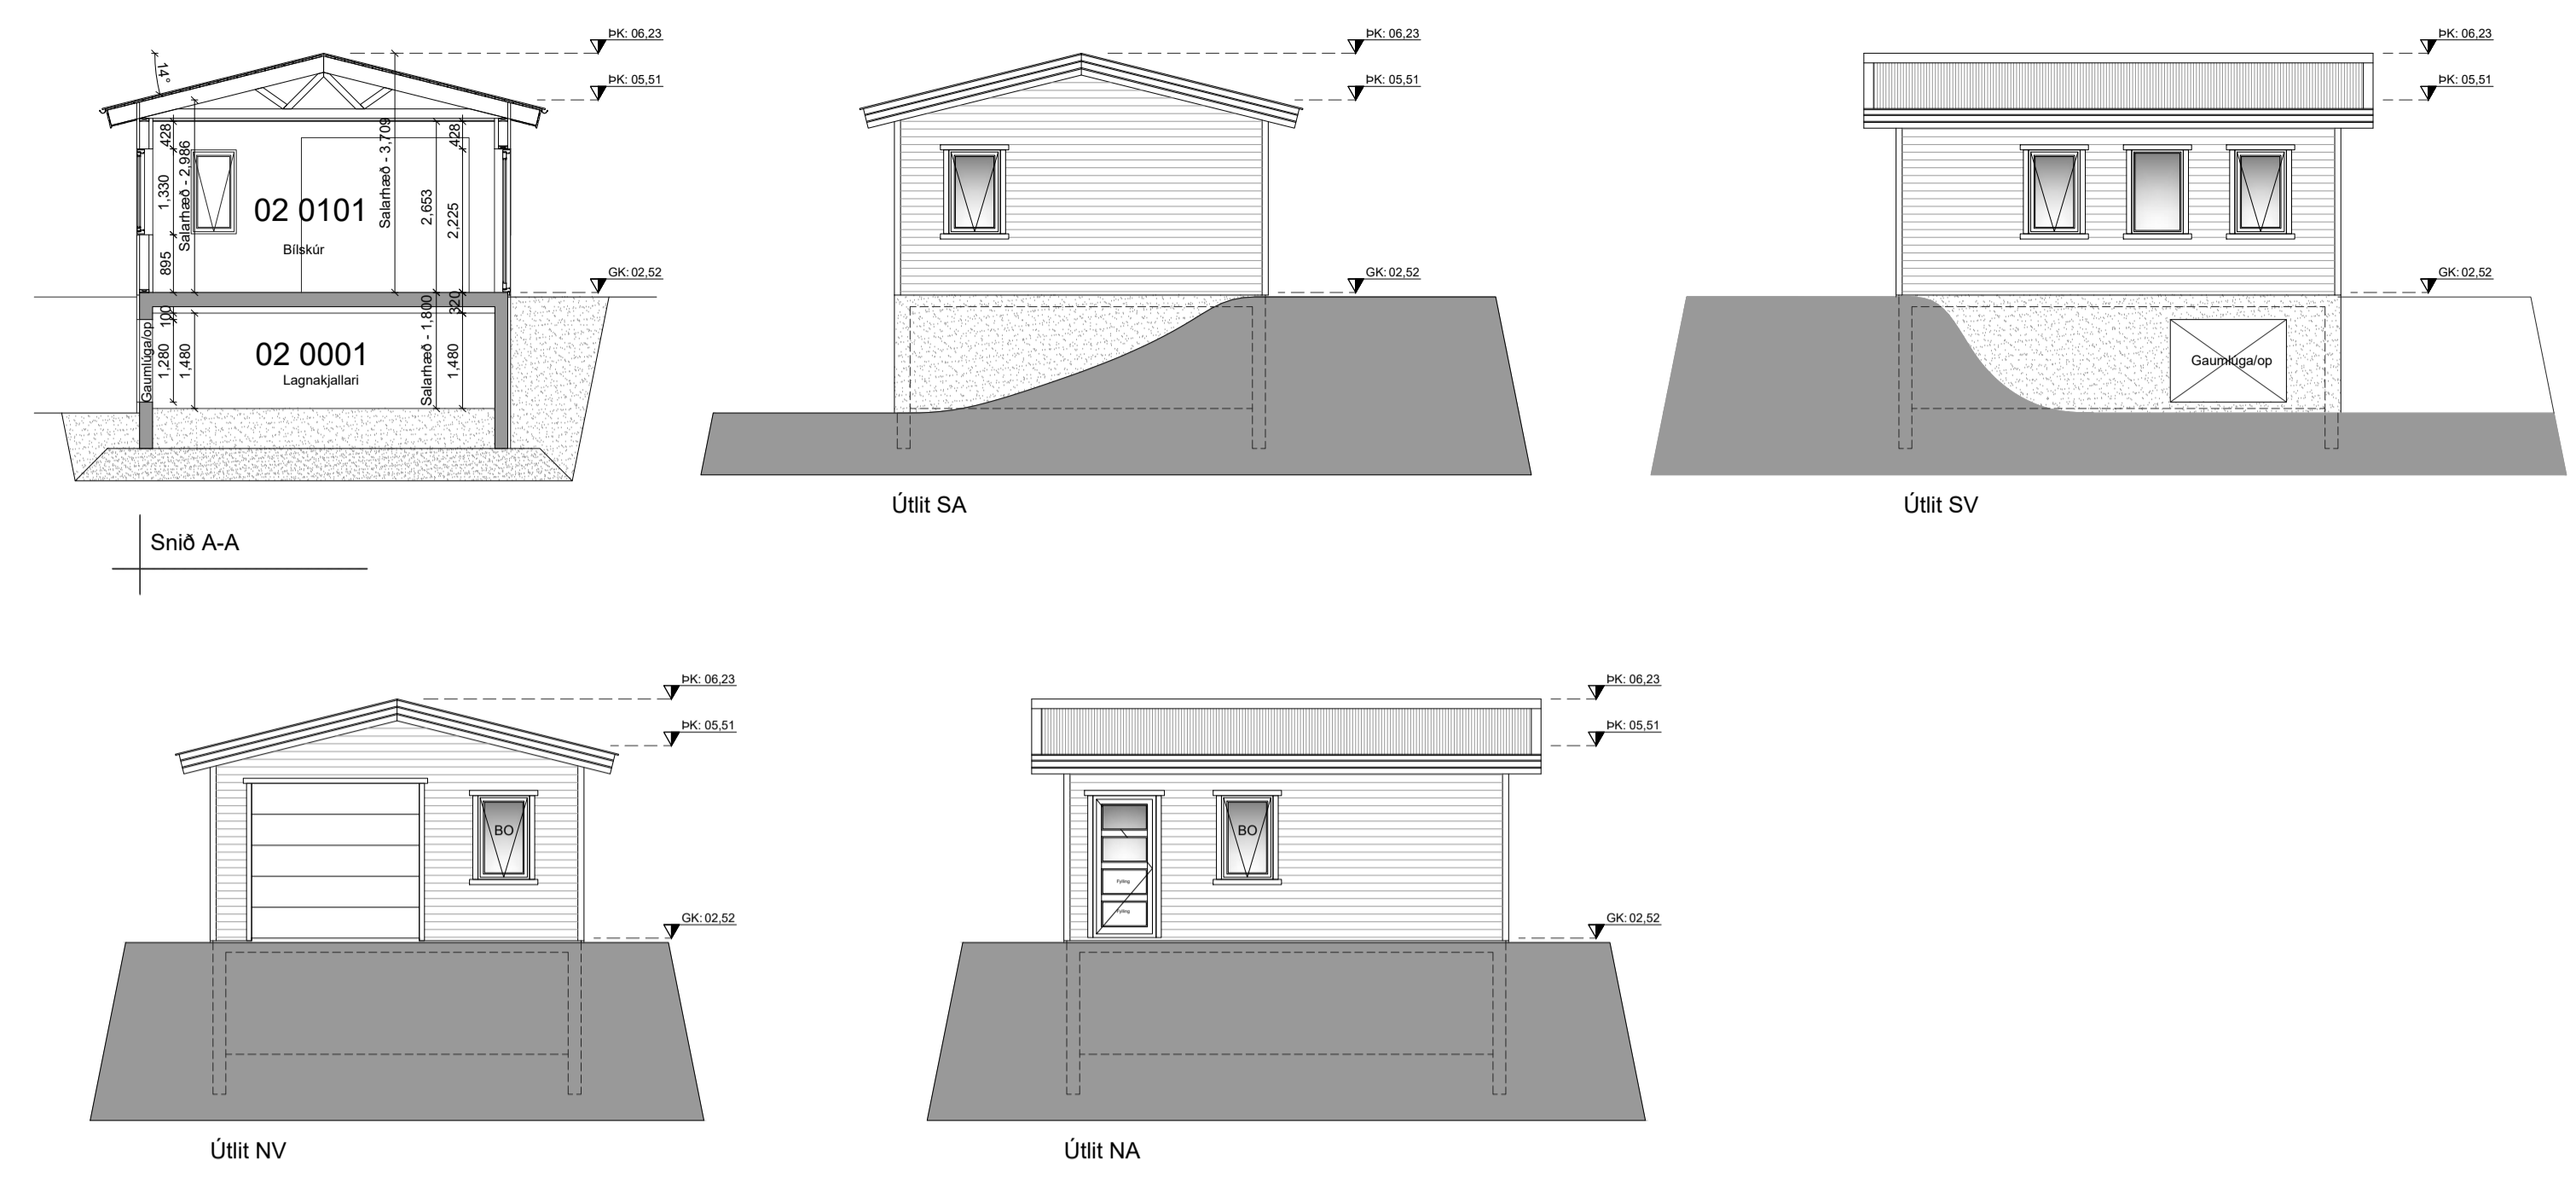 ÞK: 06,23
ÞK: 05,51
14°
428
1,330
895
Salarhæð - 2,986
02 0101
Bílskúr
Salarhæð - 3,709
2,653
428
2,225
GK: 02,52
Gaumlúga/op
100
1,280
1,480
02 0001
Lagnakjallari
Salarhæð - 1,800
320
1,480
Snið A-A
ÞK: 06,23
ÞK: 05,51
GK: 02,52
Útlit SA
ÞK: 06,23
ÞK: 05,51
GK: 02,52
Gaumlúga/op
Útlit SV
ÞK: 06,23
ÞK: 05,51
BO
GK: 02,52
Útlit NV
ÞK: 06,23
ÞK: 05,51
BO
Fylling
Fylling
GK: 02,52
Útlit NA